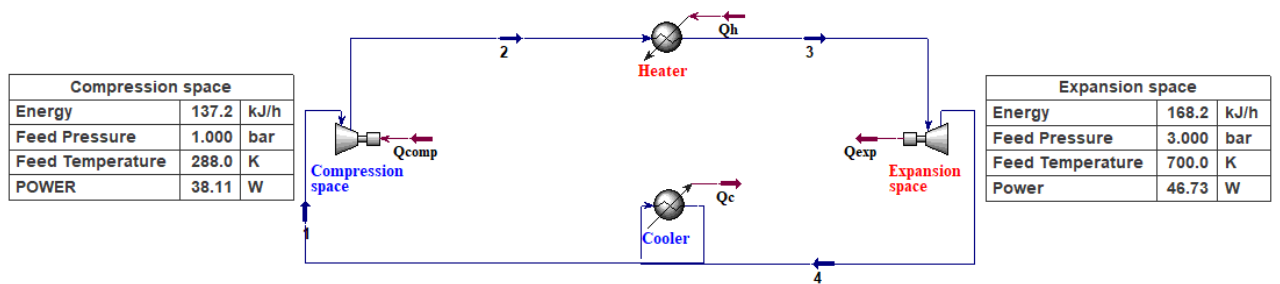 2
Qh
3
Heater
Compression space
Energy 137.2 kJ/h
Feed Pressure 1.000 bar
Feed Temperature 288.0 K
POWER 38.11 W
Qcomp
Compression
space
Qexp
Expansion
space
Expansion space
Energy 168.2 kJ/h
Feed Pressure 3.000 bar
Feed Temperature 700.0 K
Power 46.73 W
Qc
Cooler
1
4